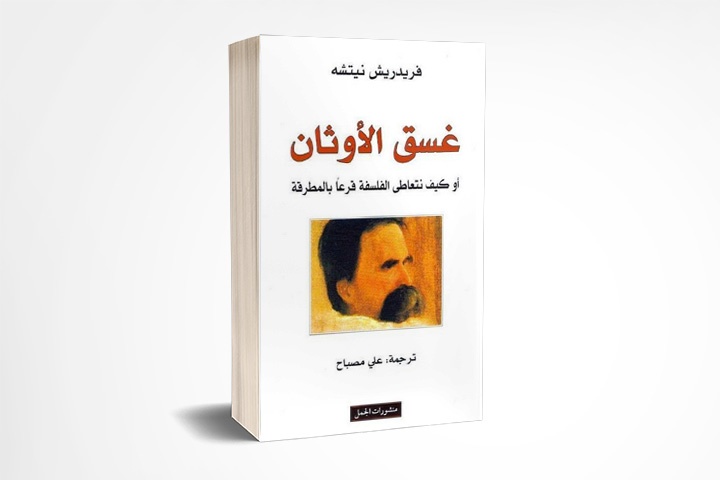 فريدريش نيتشه
غسق الأوثان
أو كيف نتعاطى الفلسفة قرعاً بالمطرقة
ترجمة: علي مصباح
منشورات الجمل